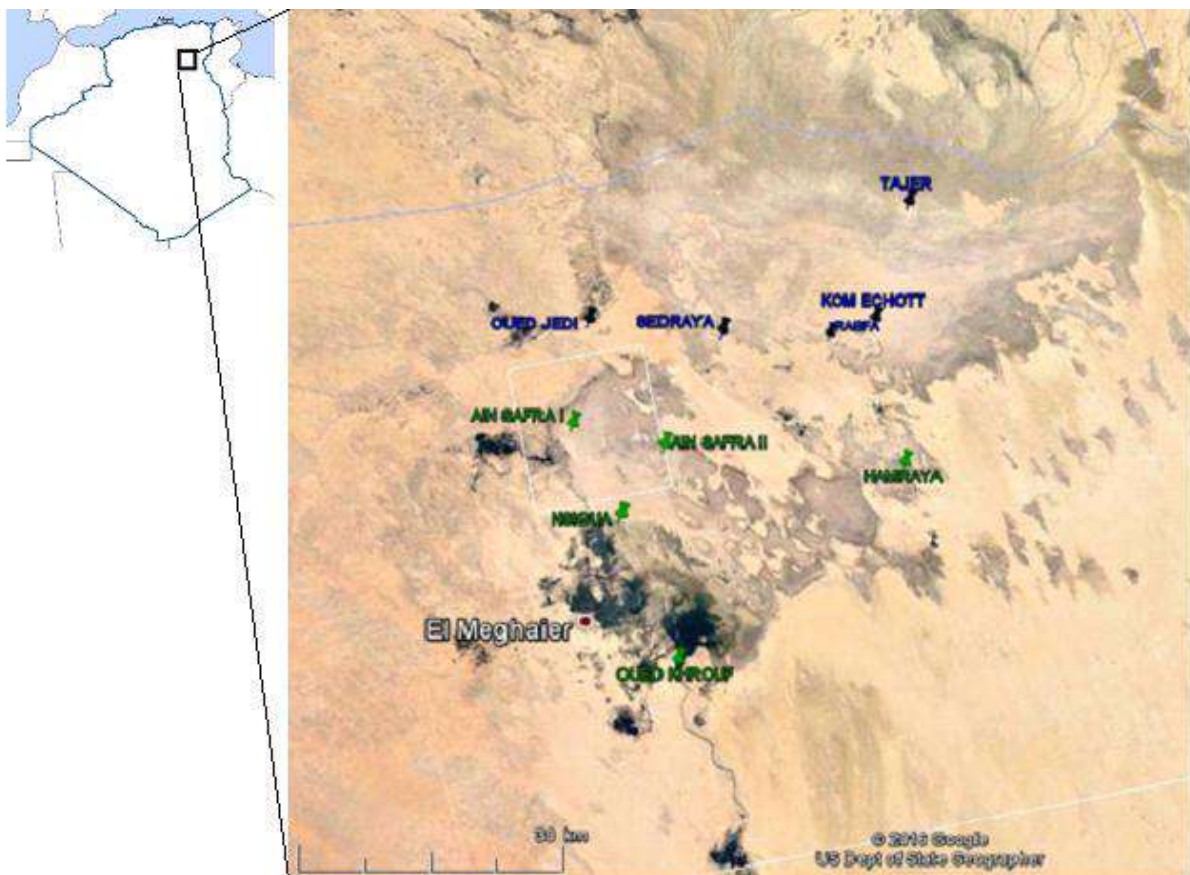 TAJER
KOM ECHOTT
OUED JEDI
SEDRAYA
AIN SAFRA I
AIN SAFRA II
HAMRAYA
El Meghaier
OUED KHROUF
30 km
© 2016 Google
US Dept of State Geographer